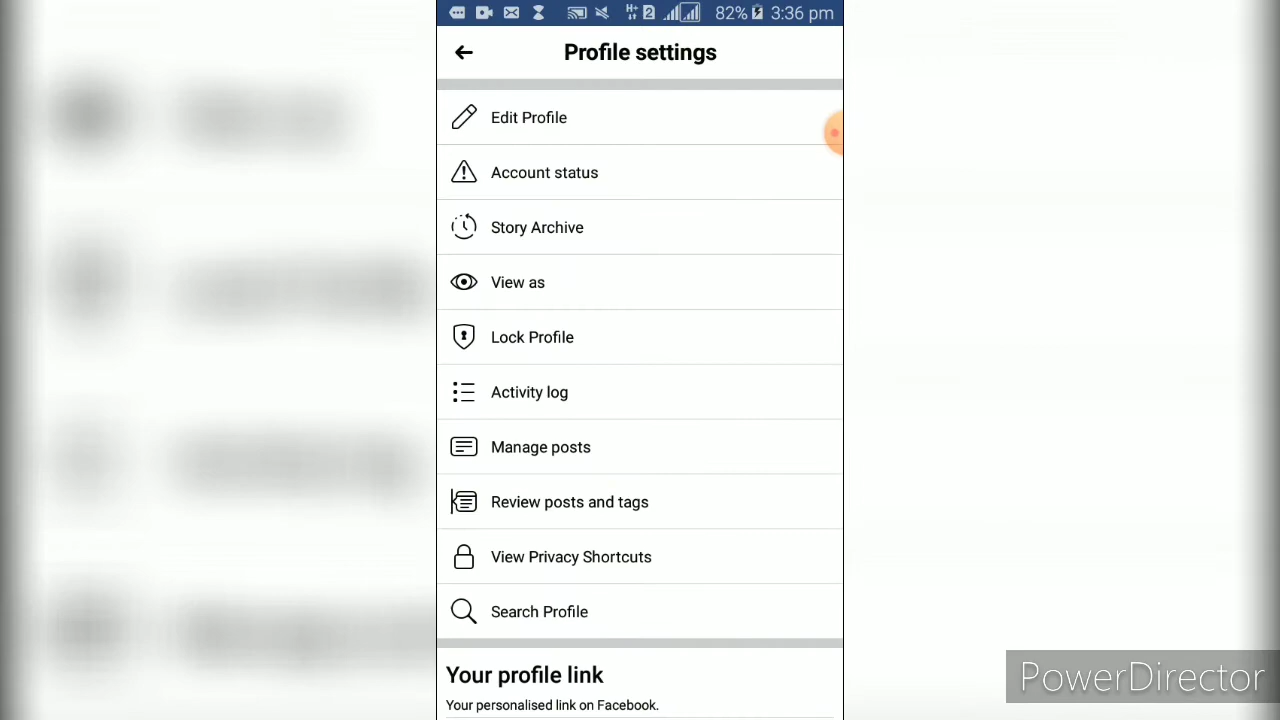 82% 3:36 pm
Profile settings
Edit Profile
Account status
Story Archive
View as
Lock Profile
Activity log
Manage posts
Review posts and tags
View Privacy Shortcuts
Search Profile
Your profile link
Your personalised link on Facebook.
PowerDirector